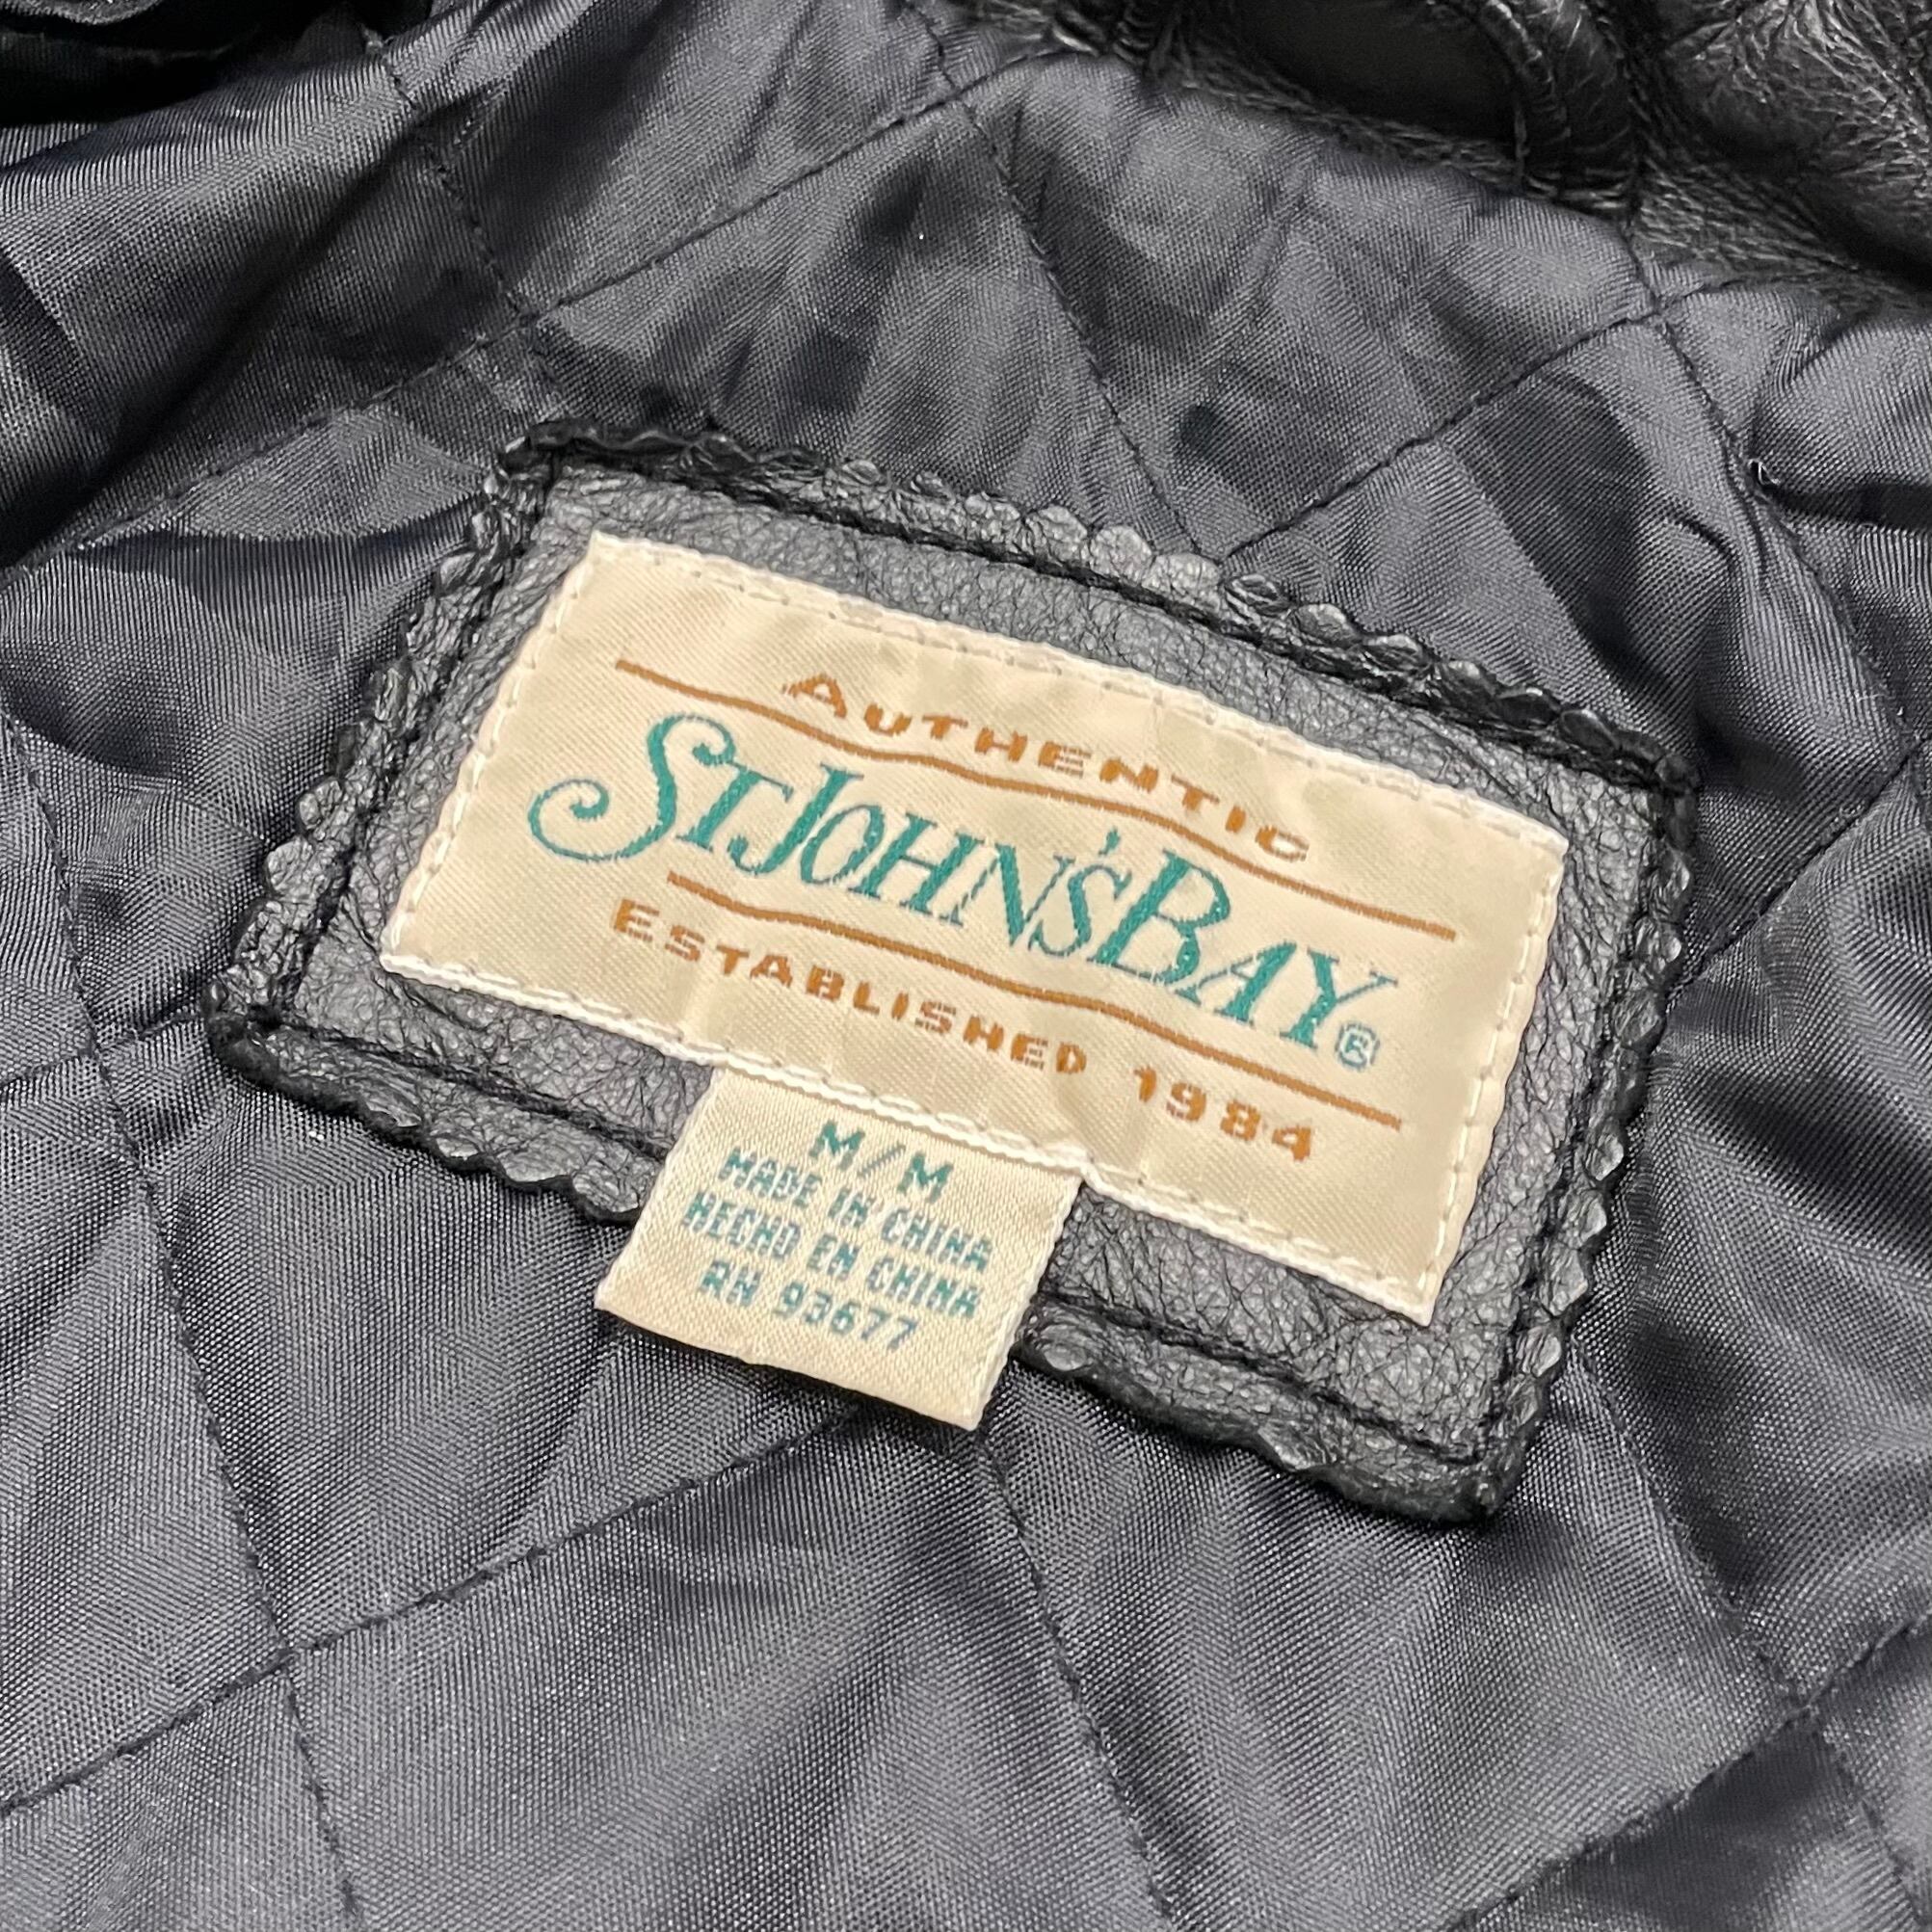 AUTHENTIC
ST JOHN'S BAY®
ESTABLISHED 1984
M/M
MADE IN CHINA
HECHO EN CHINA
RN 93677